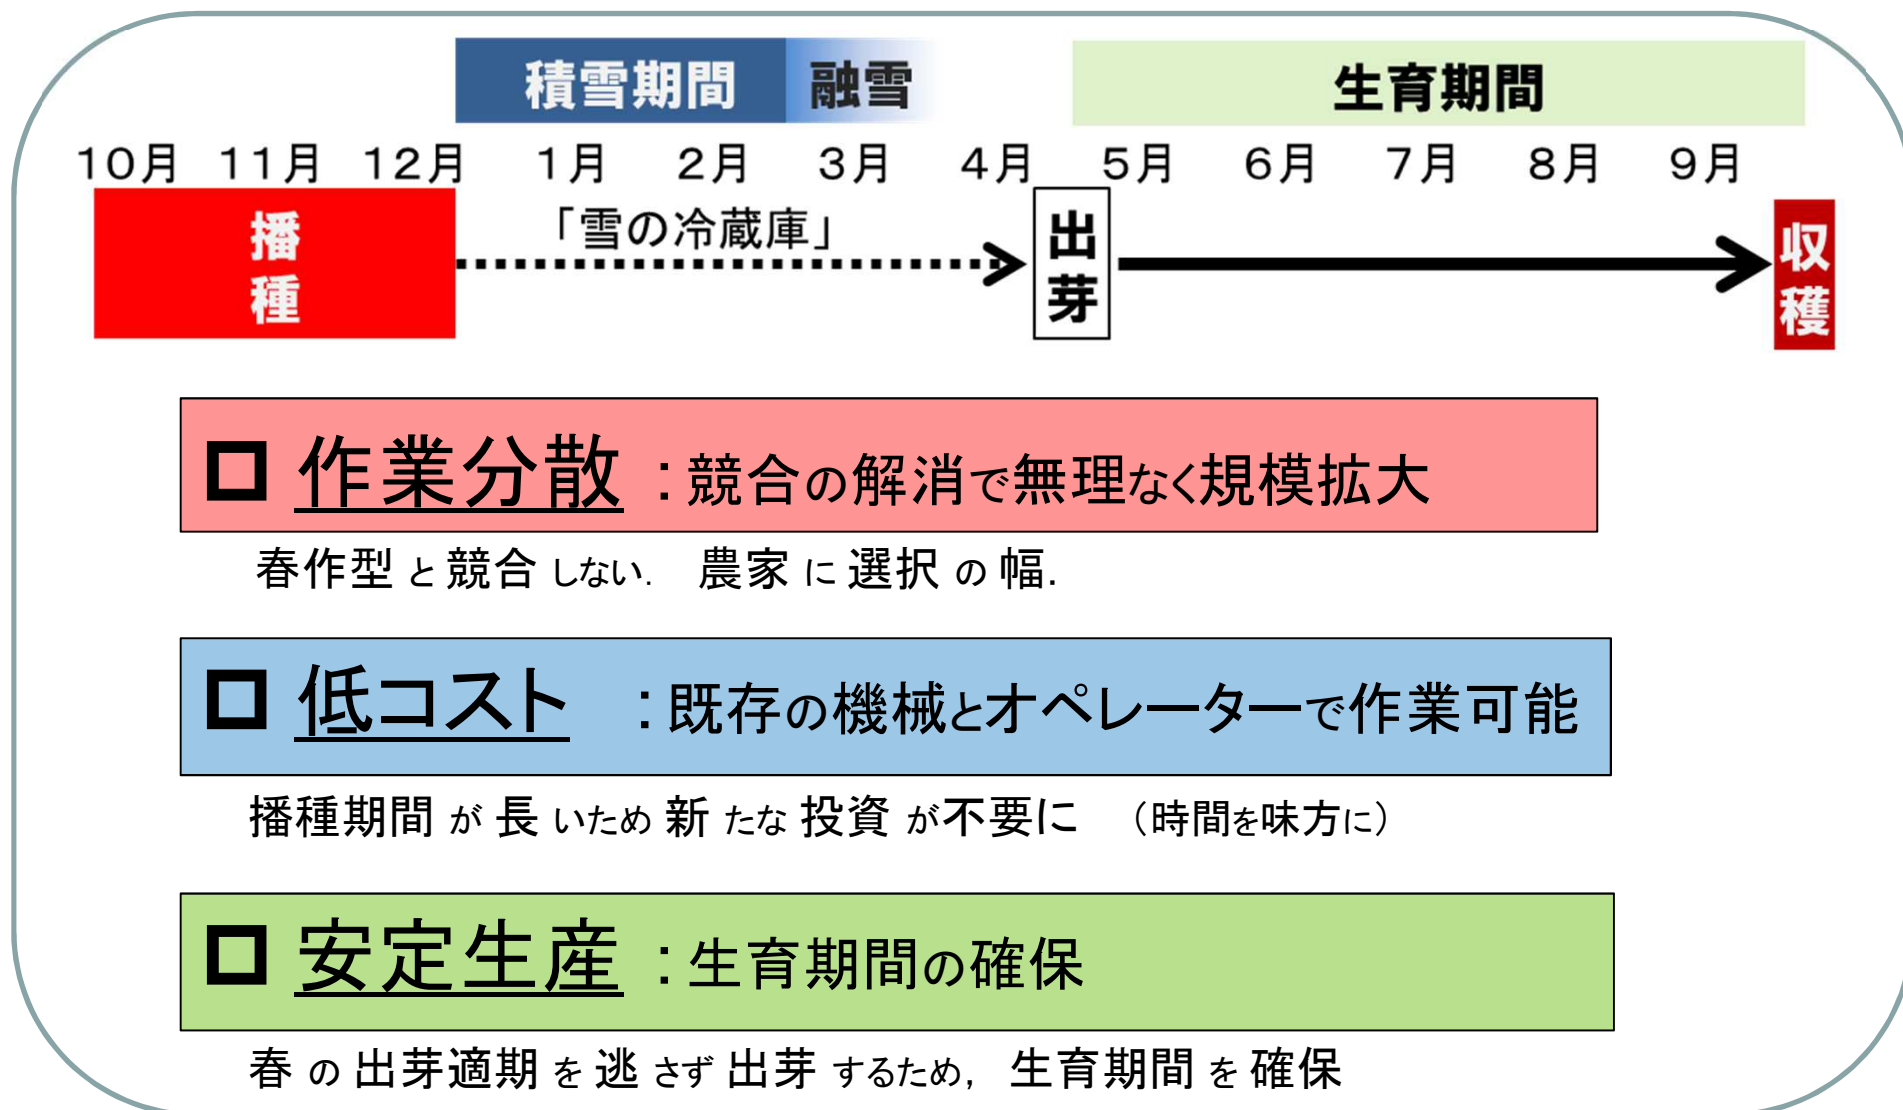 積雪期間 融雪 生育期間
10月 11月 12月 1月 2月 3月 4月 5月 6月 7月 8月 9月
播種
「雪の冷蔵庫」
出芽
収穫
作業分散 ：競合の解消で無理なく規模拡大
春作型と競合しない. 農家に選択の幅.
低コスト ：既存の機械とオペレーターで作業可能
播種期間が長いため新たな投資が不要に （時間を味方に）
安定生産 ：生育期間の確保
春の出芽適期を逃さず出芽するため, 生育期間を確保